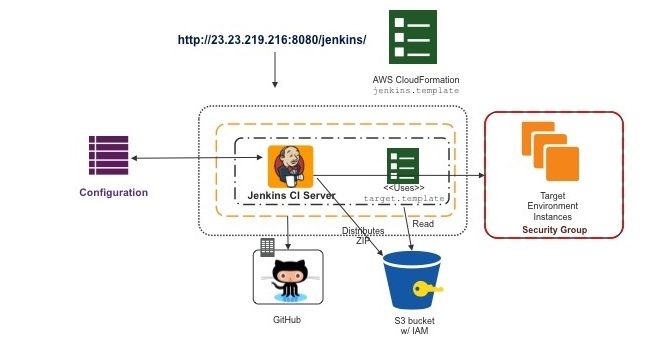 http://23.23.219.216:8080/jenkins/
AWS CloudFormation
jenkins.template
Configuration
Jenkins CI Server
<<Uses>>
target.template
Target
Environment
Instances
Security Group
Distributes
ZIP
Read
GitHub
S3 bucket
w/ IAM